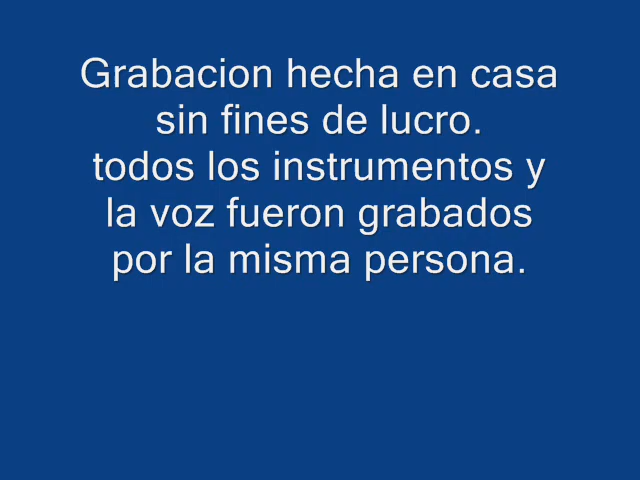 Grabacion hecha en casa
sin fines de lucro.
todos los instrumentos y
la voz fueron grabados
por la misma persona.